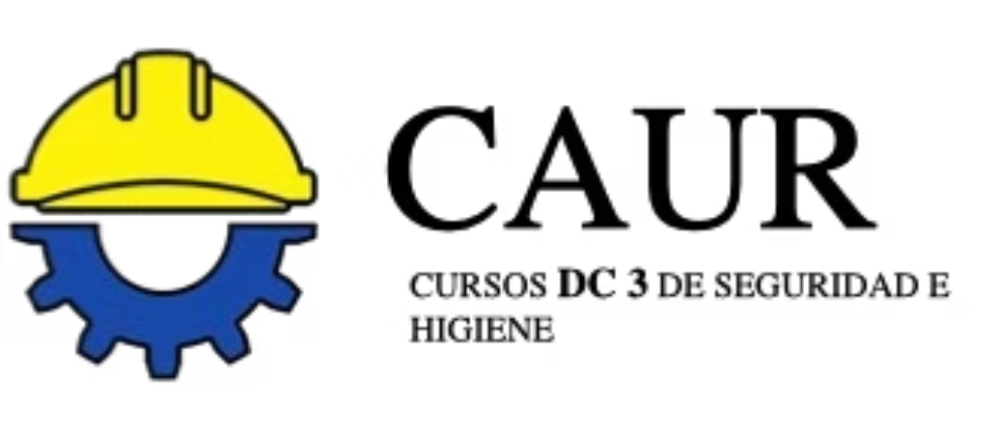 CAUR
CURSOS DC 3 DE SEGURIDAD E
HIGIENE